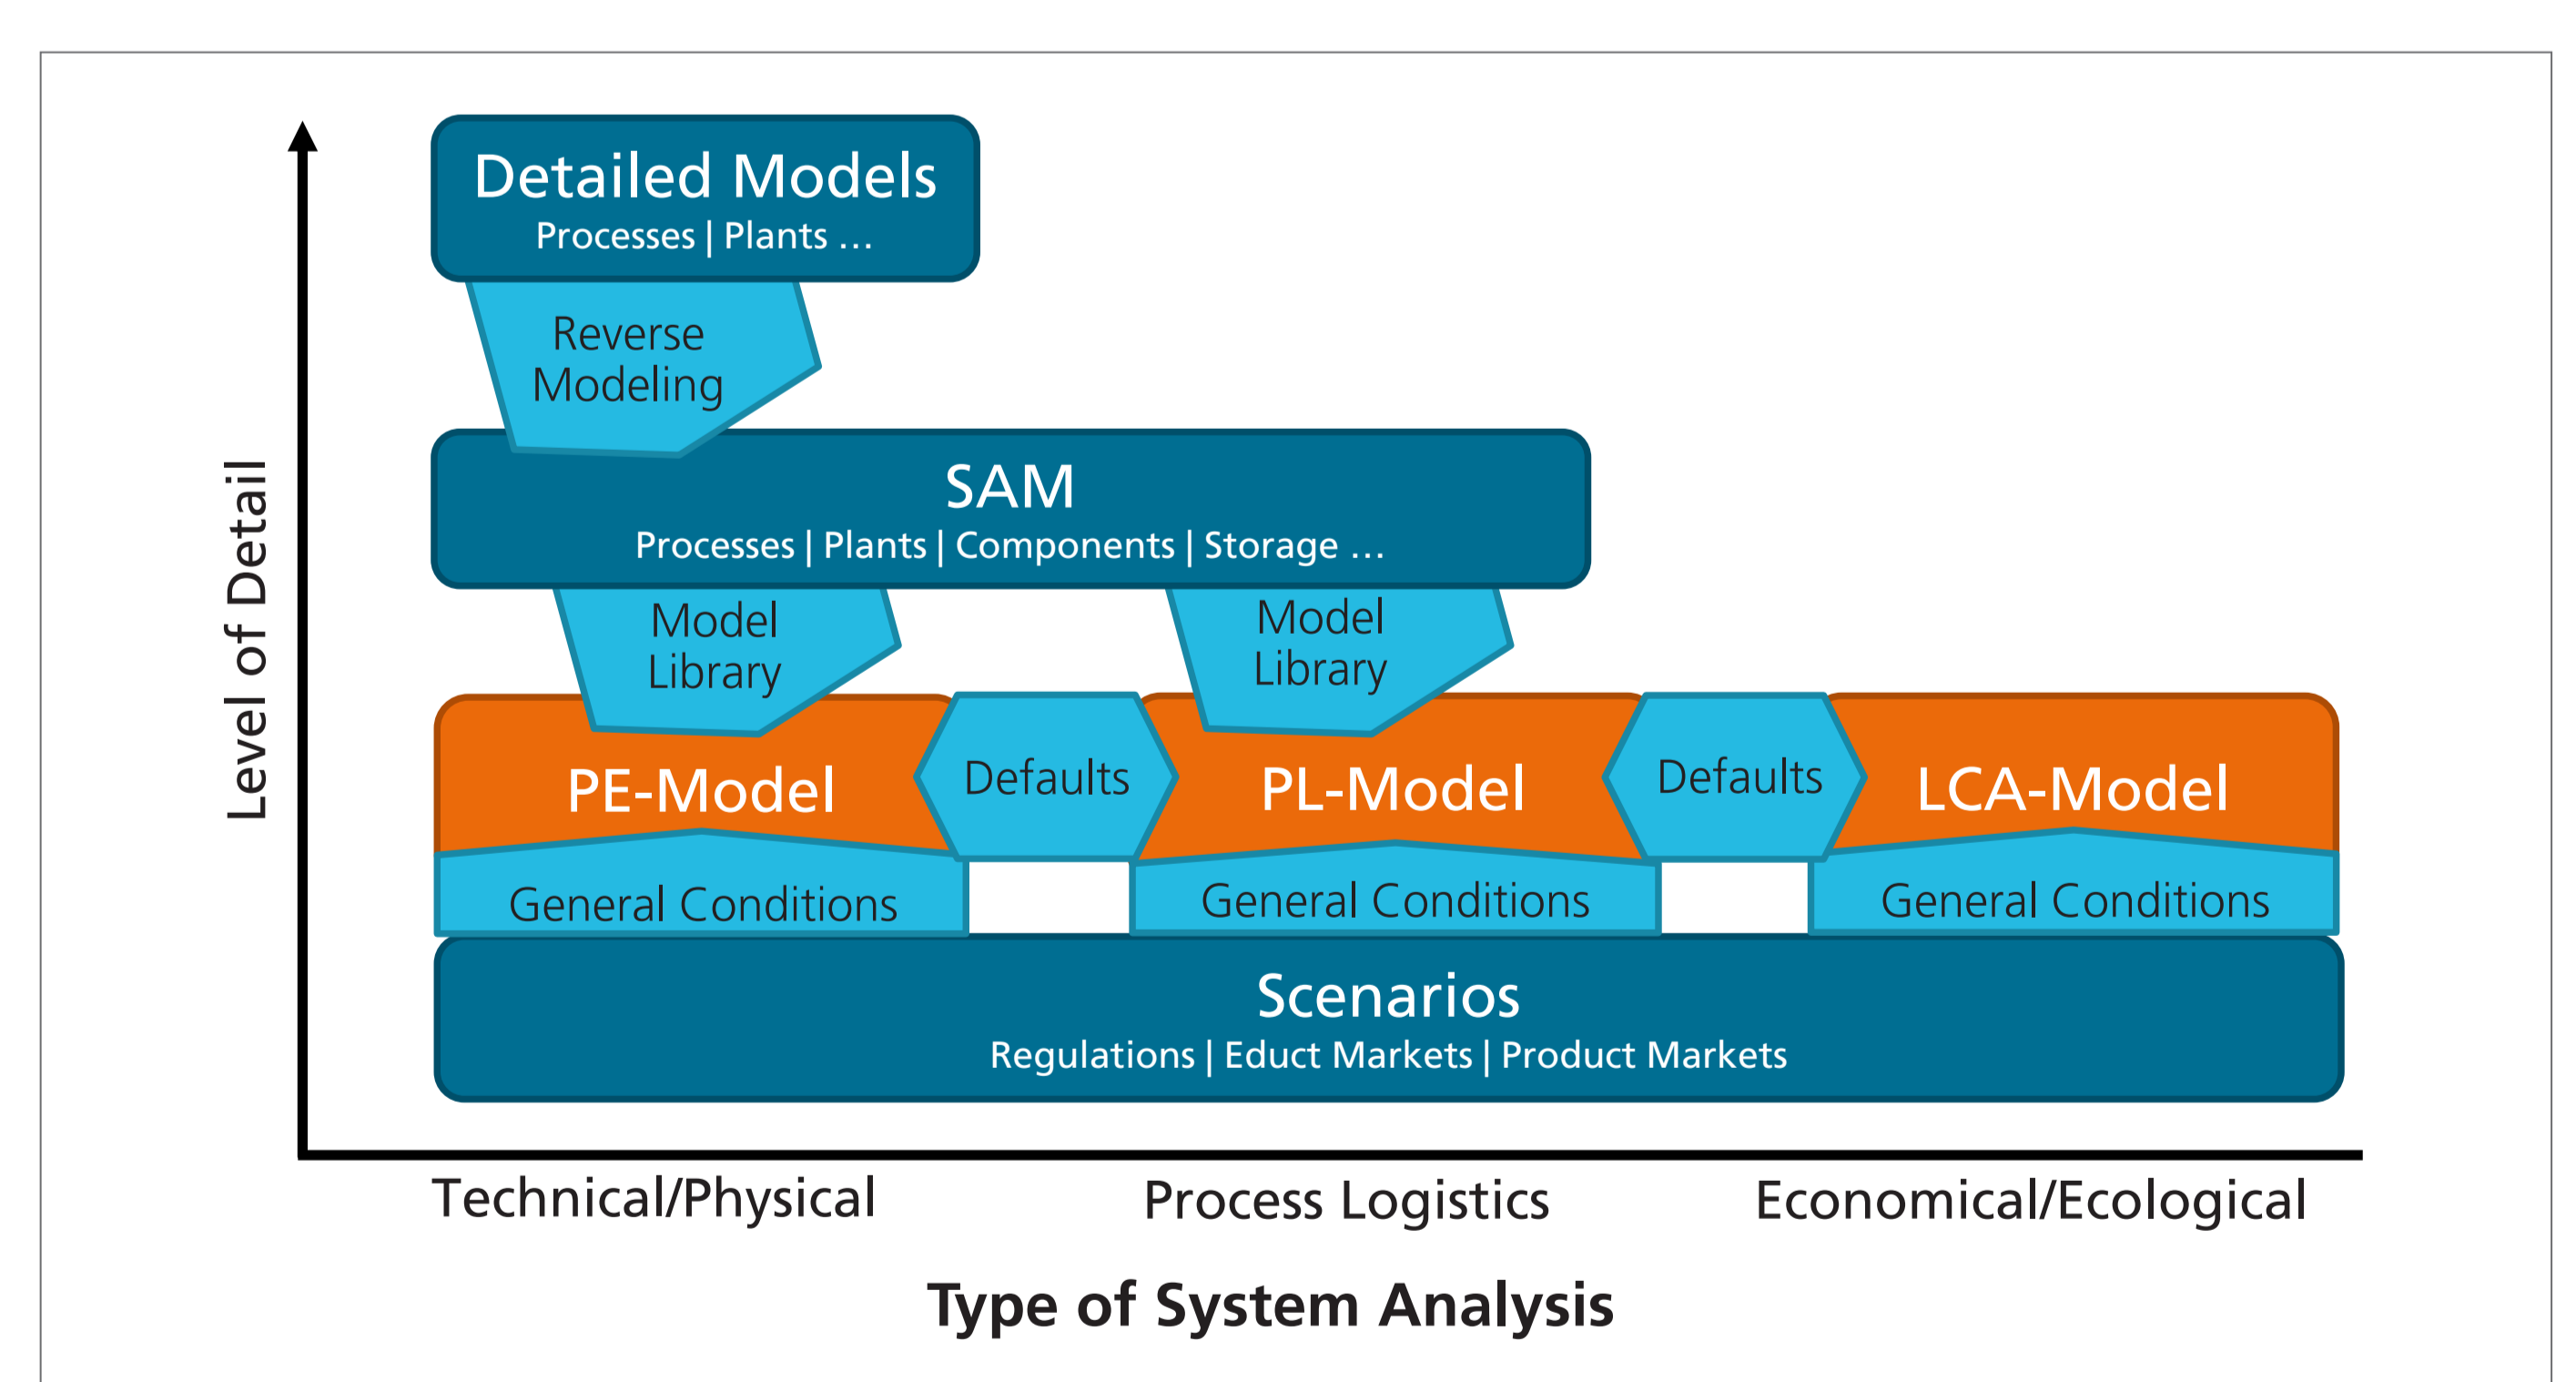 Detailed Models
Processes | Plants ...
Reverse
Modeling
SAM
Processes | Plants | Components | Storage ...
Model
Library
Model
Library
PE-Model
Defaults
PL-Model
Defaults
LCA-Model
General Conditions
General Conditions
General Conditions
Scenarios
Regulations | Educt Markets | Product Markets
Level of Detail
Technical/Physical
Process Logistics
Economical/Ecological
Type of System Analysis